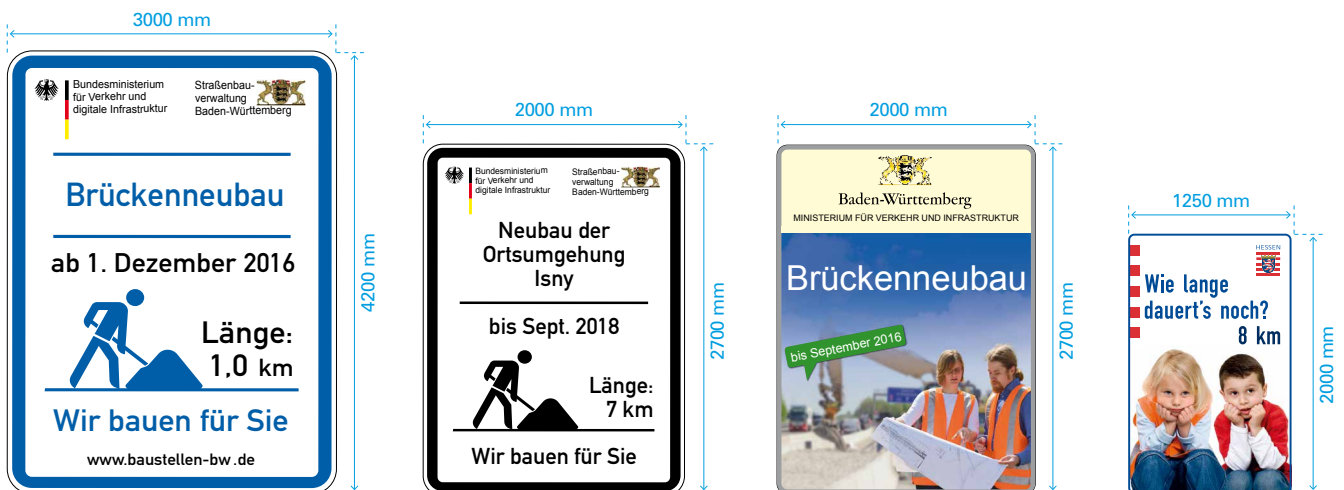 3000 mm
Bundesministerium
für Verkehr und
digitale Infrastruktur
Straßenbau-
verwaltung
Baden-Württemberg
Brückenneubau
ab 1. Dezember 2016
Länge:
1,0 km
Wir bauen für Sie
www.baustellen-bw.de
4200 mm
2000 mm
Bundesministerium
für Verkehr und
digitale Infrastruktur
Straßenbau-
verwaltung
Baden-Württemberg
Neubau der
Ortsumgehung
Isny
bis Sept. 2018
Länge:
7 km
Wir bauen für Sie
2700 mm
2000 mm
Baden-Württemberg
MINISTERIUM FÜR VERKEHR UND INFRASTRUKTUR
Brückenneubau
bis September 2016
2700 mm
1250 mm
HESSEN
Wie lange
dauert's noch?
8 km
2000 mm